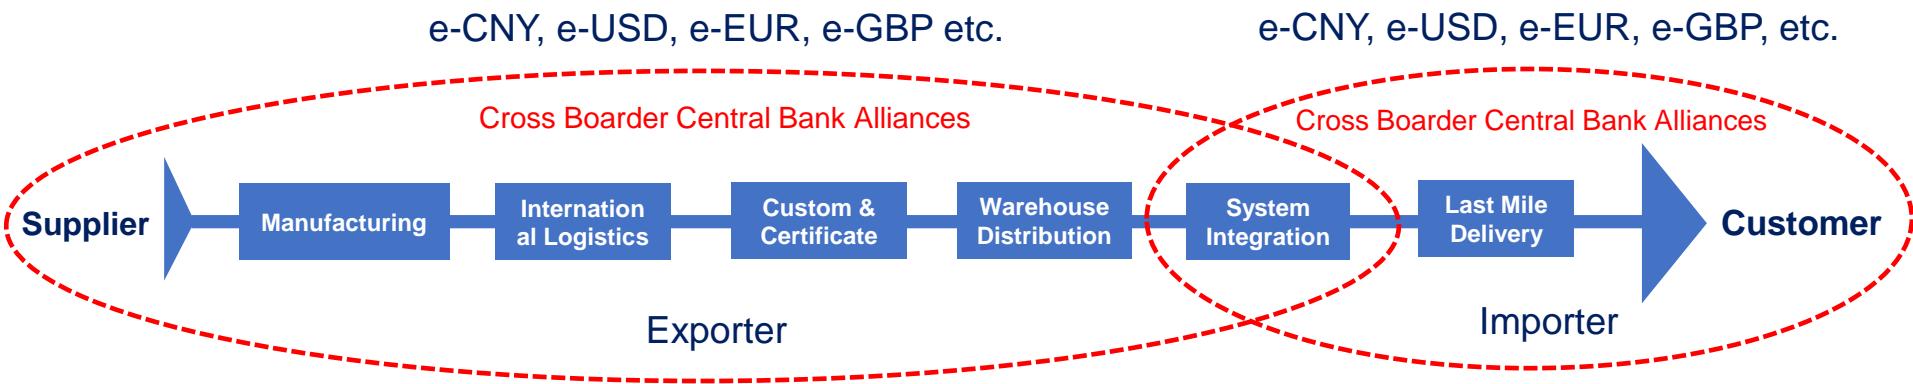 e-CNY, e-USD, e-EUR, e-GBP etc.
e-CNY, e-USD, e-EUR, e-GBP, etc.
Cross Boarder Central Bank Alliances
Cross Boarder Central Bank Alliances
Supplier
Manufacturing
Internation
al Logistics
Custom &
Certificate
Warehouse
Distribution
System
Integration
Last Mile
Delivery
Customer
Exporter
Importer